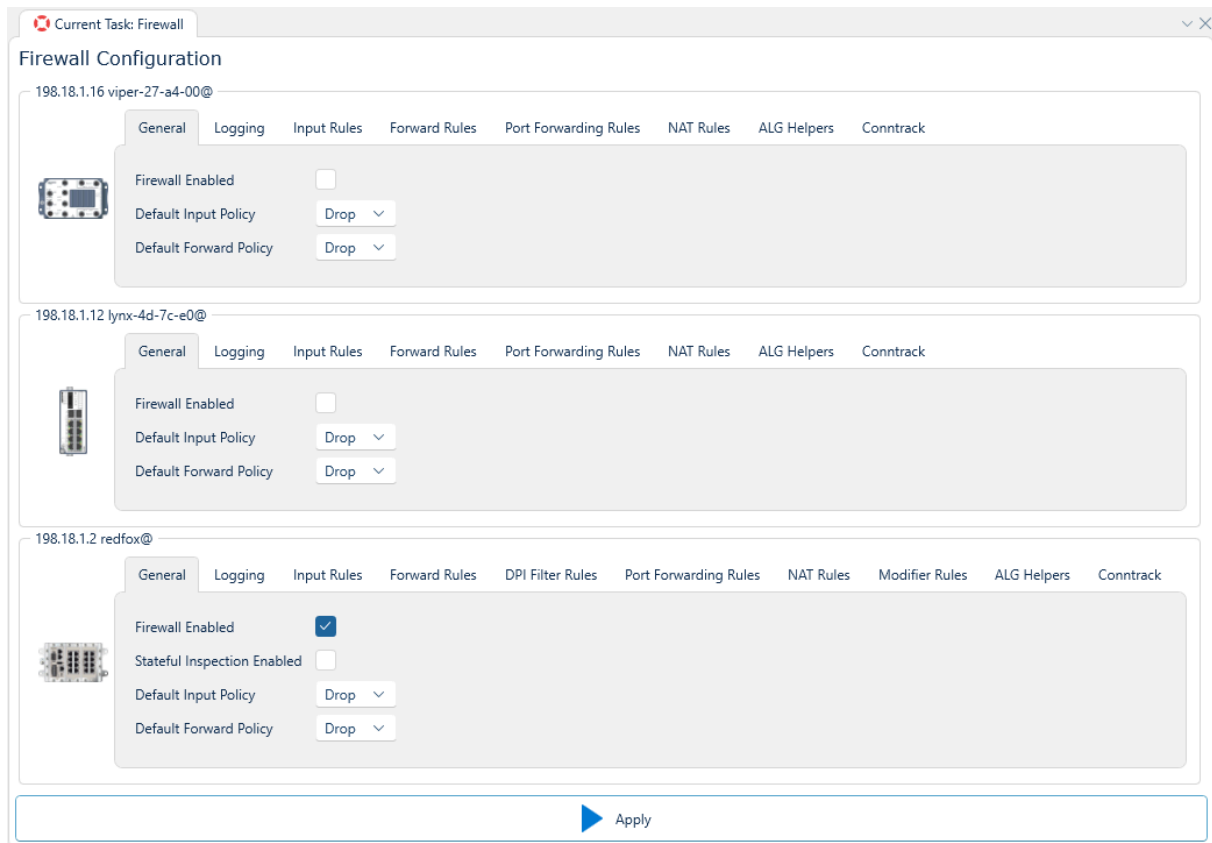 Current Task: Firewall
Firewall Configuration
198.18.1.16 viper-27-a4-00@
General Logging Input Rules Forward Rules Port Forwarding Rules NAT Rules ALG Helpers Conntrack
Firewall Enabled
Default Input Policy Drop
Default Forward Policy Drop
198.18.1.12 lynx-4d-7c-e0@
General Logging Input Rules Forward Rules Port Forwarding Rules NAT Rules ALG Helpers Conntrack
Firewall Enabled
Default Input Policy Drop
Default Forward Policy Drop
198.18.1.2 redfox@
General Logging Input Rules Forward Rules DPI Filter Rules Port Forwarding Rules NAT Rules Modifier Rules ALG Helpers Conntrack
Firewall Enabled
Stateful Inspection Enabled
Default Input Policy Drop
Default Forward Policy Drop
Apply